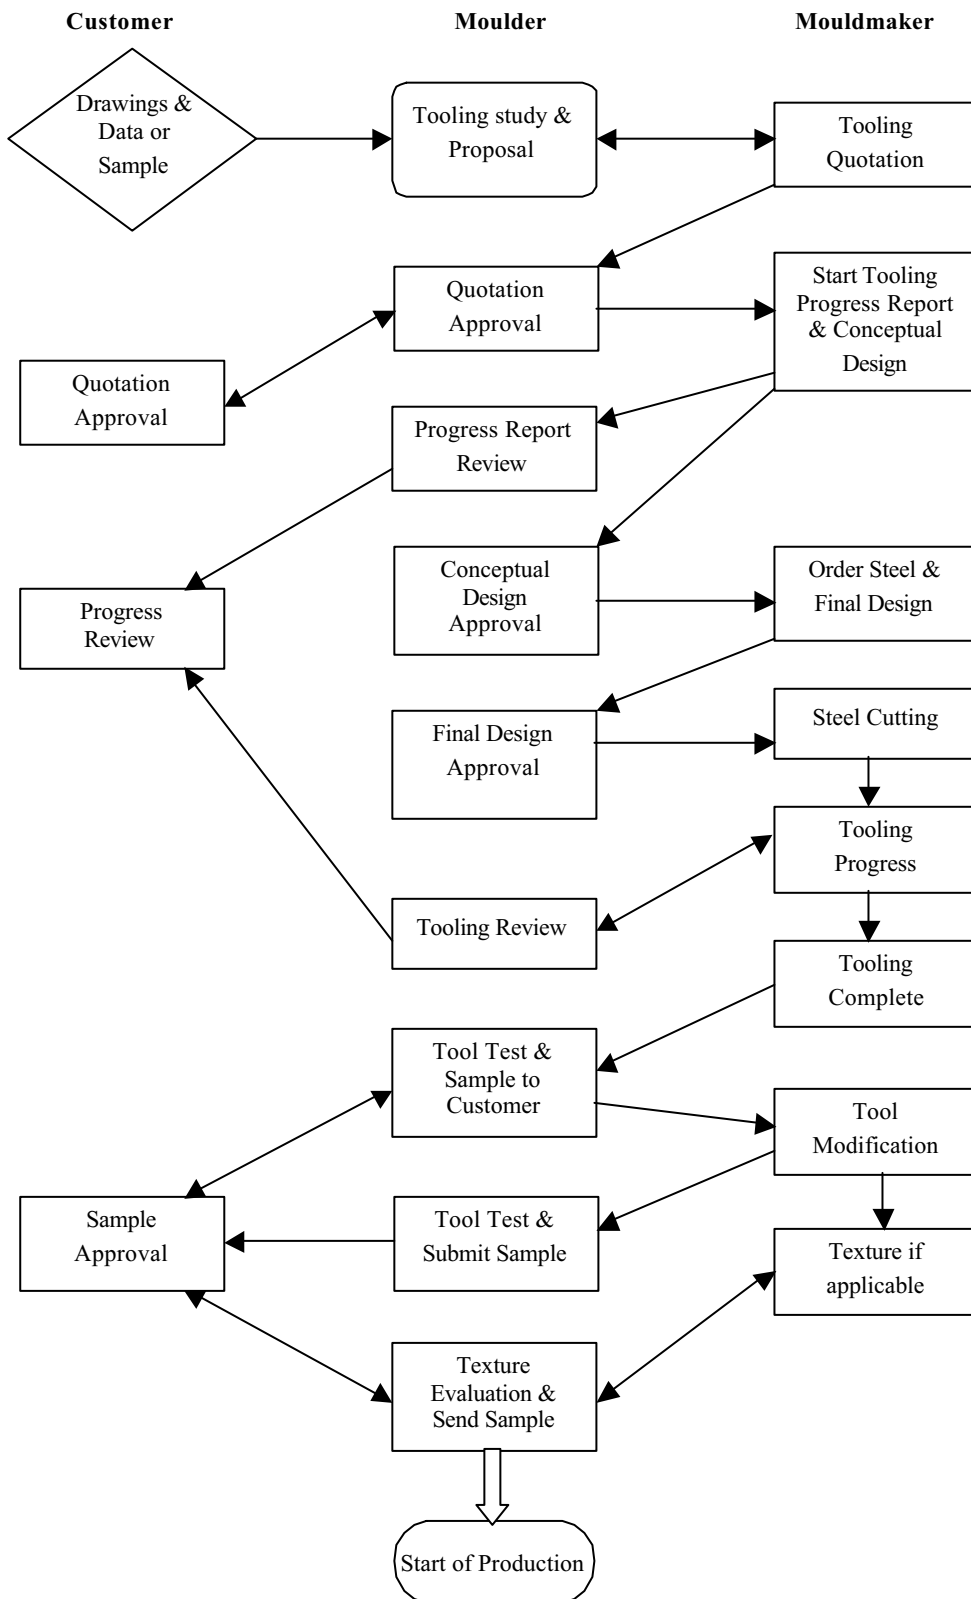 Customer
Moulder
Mouldmaker
Drawings &
Data or
Sample
Tooling study &
Proposal
Tooling
Quotation
Quotation
Approval
Start Tooling
Progress Report
& Conceptual
Design
Quotation
Approval
Progress Report
Review
Conceptual
Design
Approval
Order Steel &
Final Design
Progress
Review
Final Design
Approval
Steel Cutting
Tooling
Progress
Tooling Review
Tooling
Complete
Tool Test &
Sample to
Customer
Tool
Modification
Sample
Approval
Tool Test &
Submit Sample
Texture if
applicable
Texture
Evaluation &
Send Sample
Start of Production